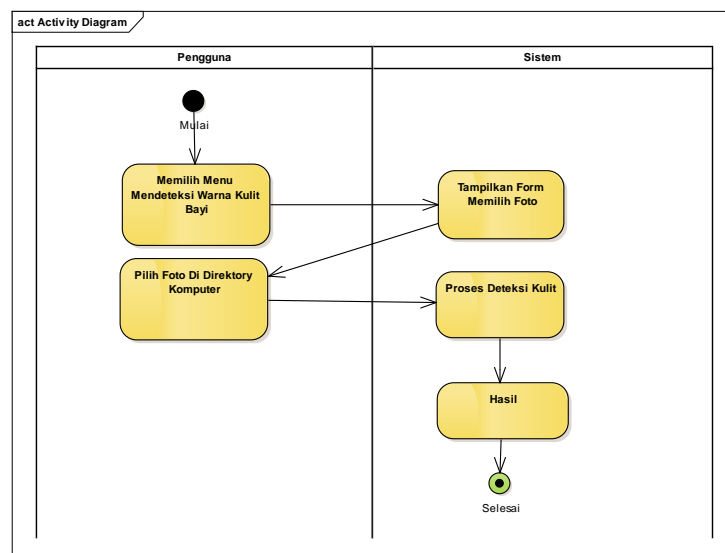 act Activity Diagram
Pengguna
Sistem
Mulai
Memilih Menu
Mendeteksi Warna Kulit
Bayi
Tampilkan Form
Memilih Foto
Pilih Foto Di Direktory
Komputer
Proses Deteksi Kulit
Hasil
Selesai